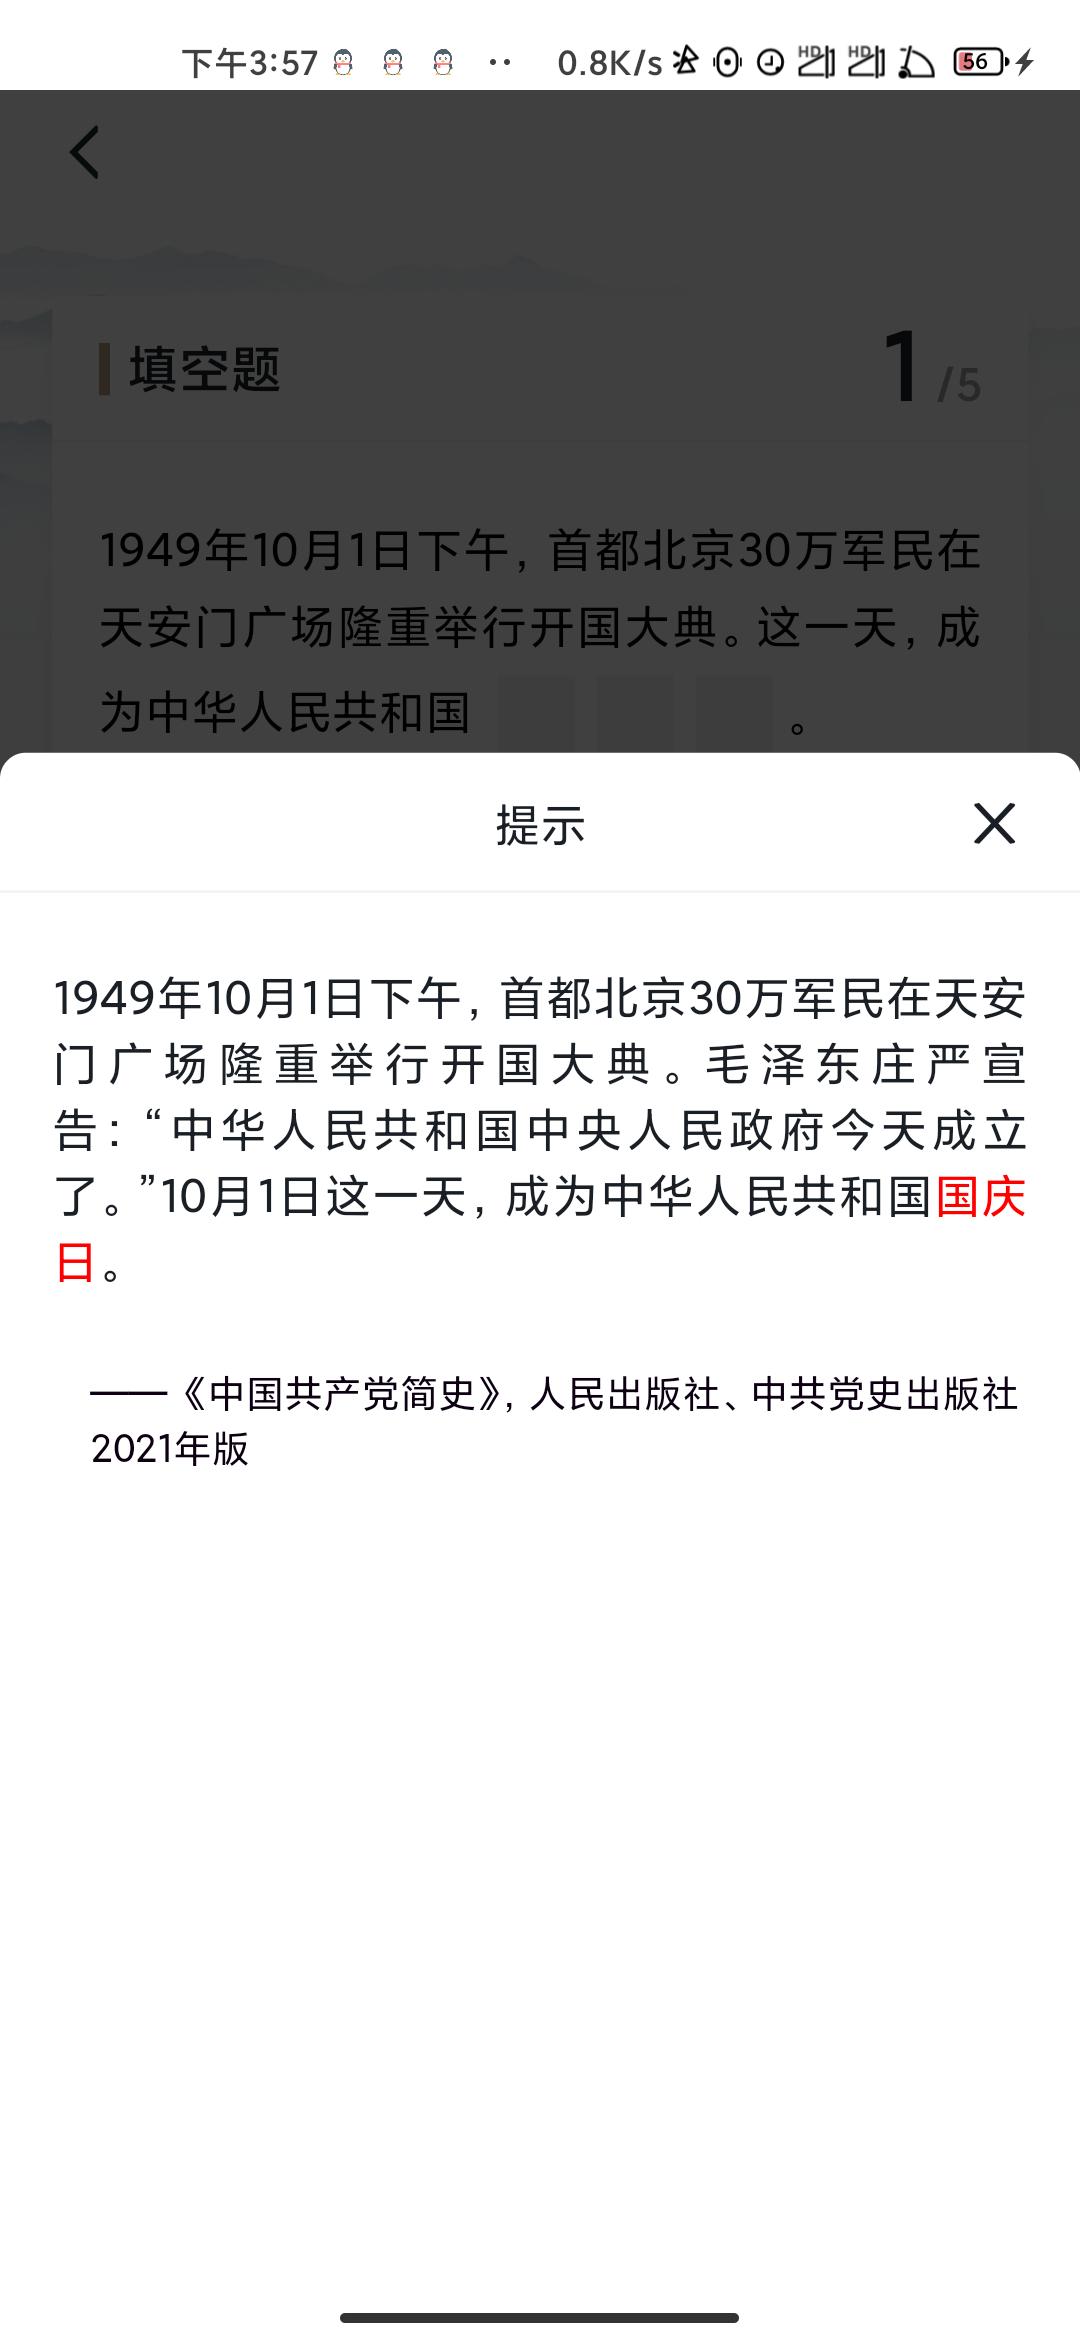 下午3:57 0.8K/s HD HD 56
填空题 1/5
1949年10月1日下午，首都北京30万军民在
天安门广场隆重举行开国大典。这一天，成
为中华人民共和国 。
提示
1949年10月1日下午，首都北京30万军民在天安
门广场隆重举行开国大典。毛泽东庄严宣
告：“中华人民共和国中央人民政府今天成立
了。”10月1日这一天，成为中华人民共和国国庆
日。
——《中国共产党简史》，人民出版社、中共党史出版社
2021年版